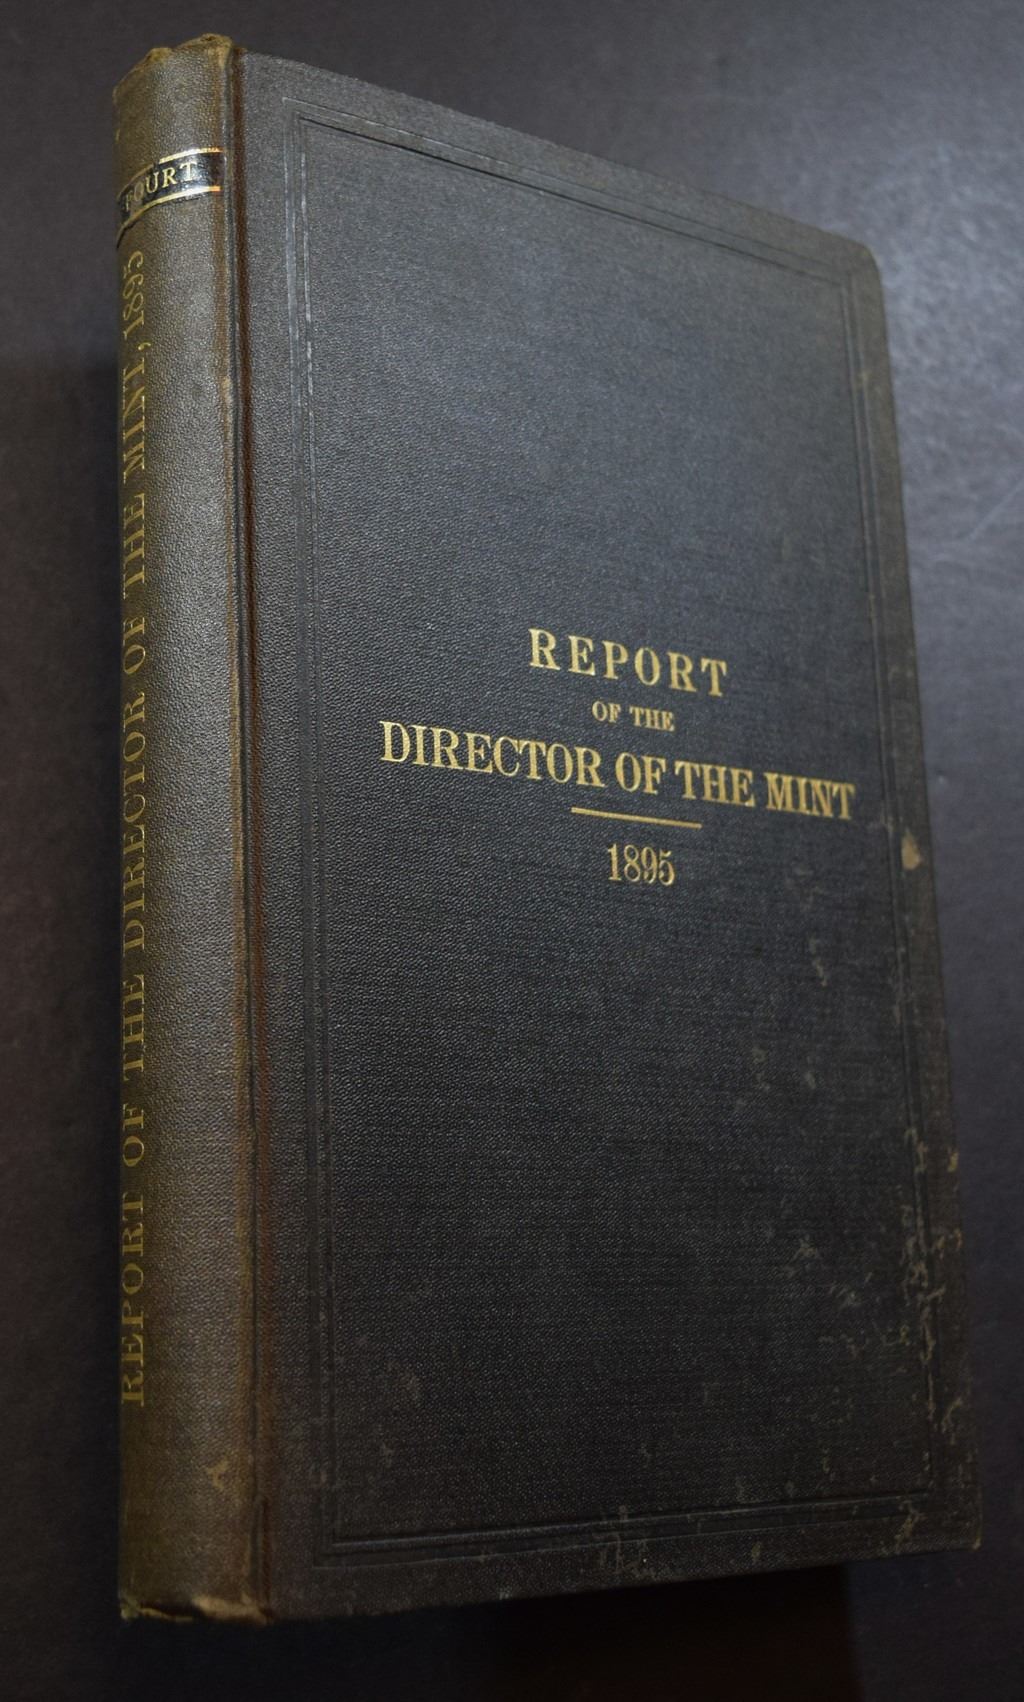 FOURT
REPORT OF THE DIRECTOR OF THE MINT, 1895
REPORT
OF THE
DIRECTOR OF THE MINT
1895